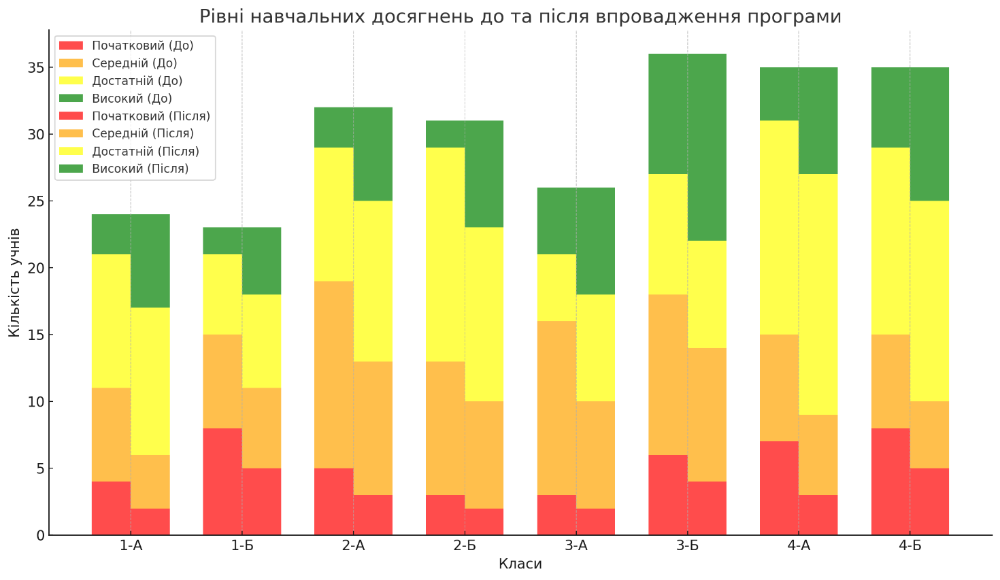 Рівні навчальних досягнень до та після впровадження програми
Початковий (До)
Середній (До)
Достатній (До)
Високий (До)
Початковий (Після)
Середній (Після)
Достатній (Після)
Високий (Після)
Кількість учнів
35
30
25
20
15
10
5
0
1-А 1-Б 2-А 2-Б 3-А 3-Б 4-А 4-Б
Класи